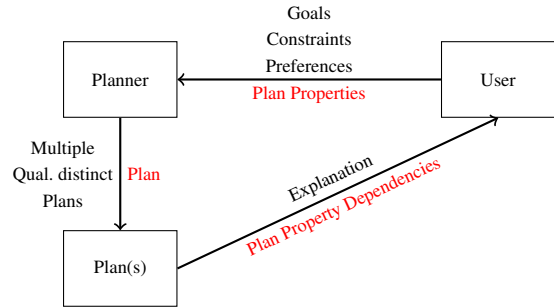 Goals
Constraints
Preferences
Plan Properties
Planner
User
Multiple
Qual. distinct
Plans
Plan
Explanation
Plan Property Dependencies
Plan(s)